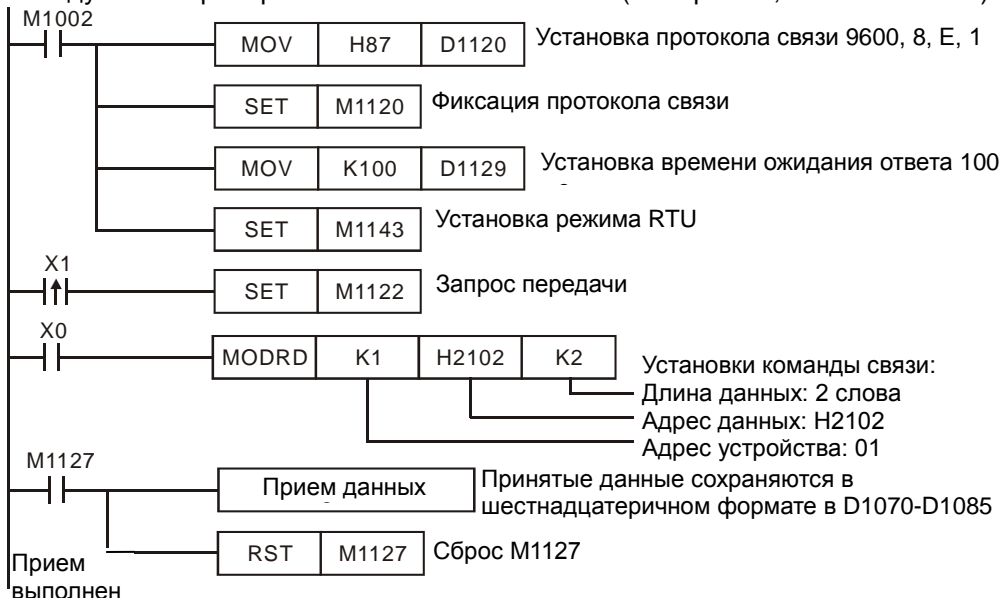 M1002
MOV H87 D1120 Установка протокола связи 9600, 8, E, 1
SET M1120 Фиксация протокола связи
MOV K100 D1129 Установка времени ожидания ответа 100
SET M1143 Установка режима RTU
X1
SET M1122 Запрос передачи
X0
MODRD K1 H2102 K2
Установки команды связи:
Длина данных: 2 слова
Адрес данных: H2102
Адрес устройства: 01
M1127
Прием данных
Принятые данные сохраняются в
шестнадцатеричном формате в D1070-D1085
RST M1127 Сброс M1127
Прием
выполнен